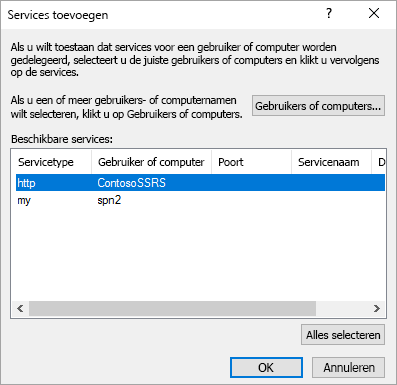 Services toevoegen
Als u wilt toestaan dat services voor een gebruiker of computer worden
gedelegeerd, selecteert u de juiste gebruikers of computers en klikt u vervolgens
op de services.
Als u een of meer gebruikers- of computernamen
wilt selecteren, klikt u op Gebruikers of computers.
Gebruikers of computers...
Beschikbare services:
Servicetype Gebruiker of computer Poort Servicenaam D
http ContosoSSRS
my spn2
Alles selecteren
OK Annuleren